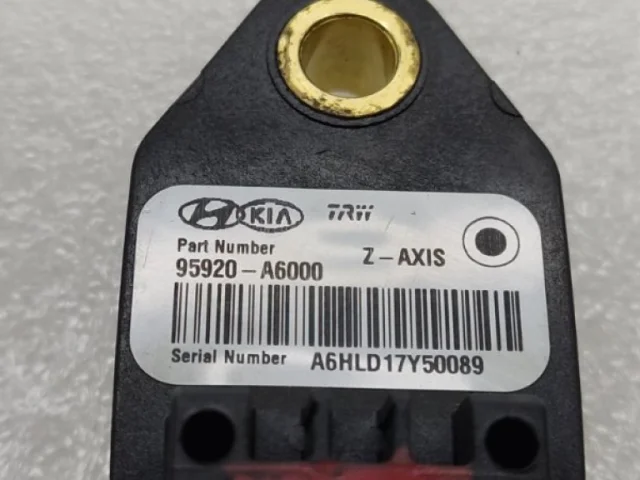 KIA TRW
Part Number
95920-A6000 Z-AXIS
Serial Number A6HLD17Y50089